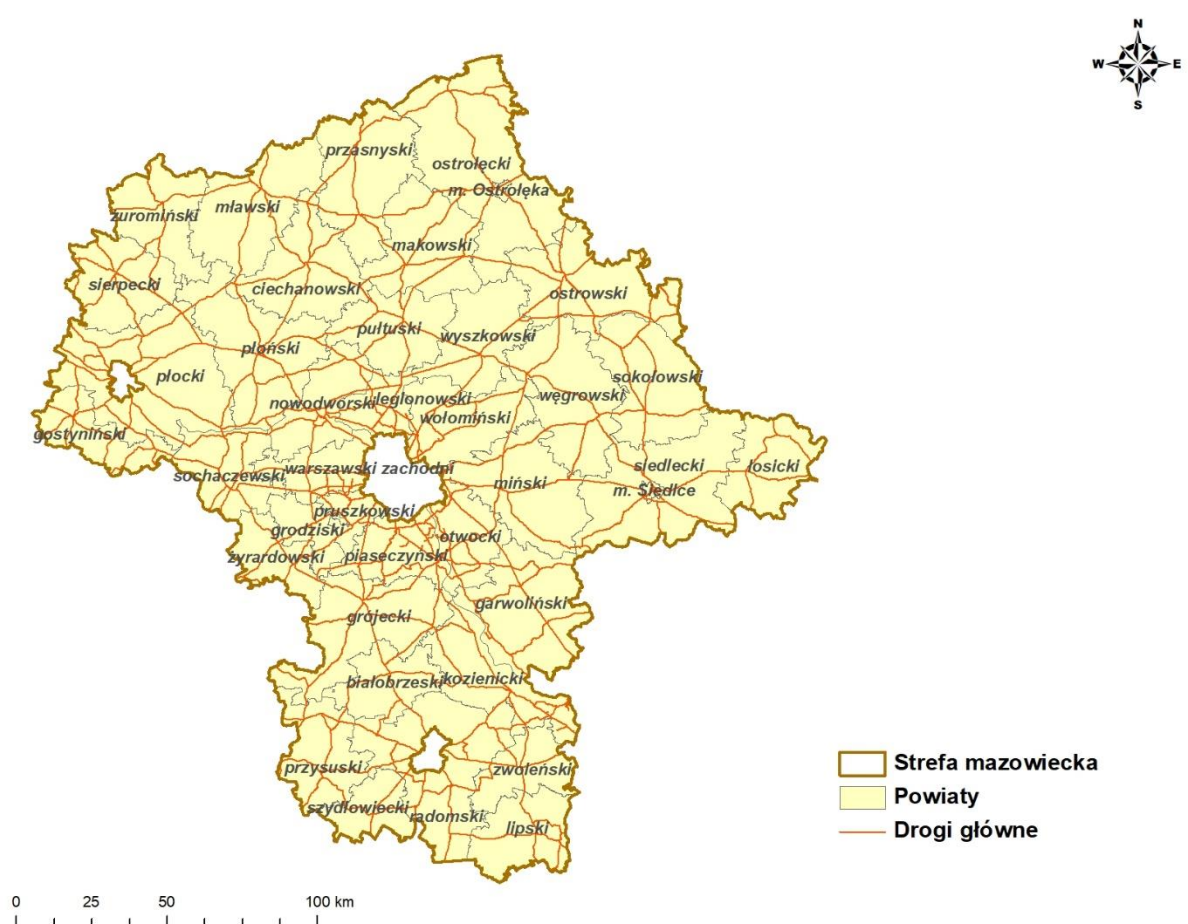 N
W E
S
przasnyski
ostrołęcki
m. Ostrołęka
żuromiński
mławski
makowski
sierpecki
ciechanowski
ostrowski
pułtuski
wyszkowski
płoński
płocki
sokołowski
węgrowski
nowodworski
legionowski
wołomiński
gostyniński
sochaczewski
warszawski zachodni
siedlecki
łosicki
miński
m. Siedlce
pruszkowski
grodziski
otwocki
żyrardowski
piaseczyński
garwoliński
grójecki
białobrzeski
kozienicki
przysuski
zwoleński
szydłowiecki
radomski
lipski
Strefa mazowiecka
Powiaty
Drogi główne
0 25 50 100 km